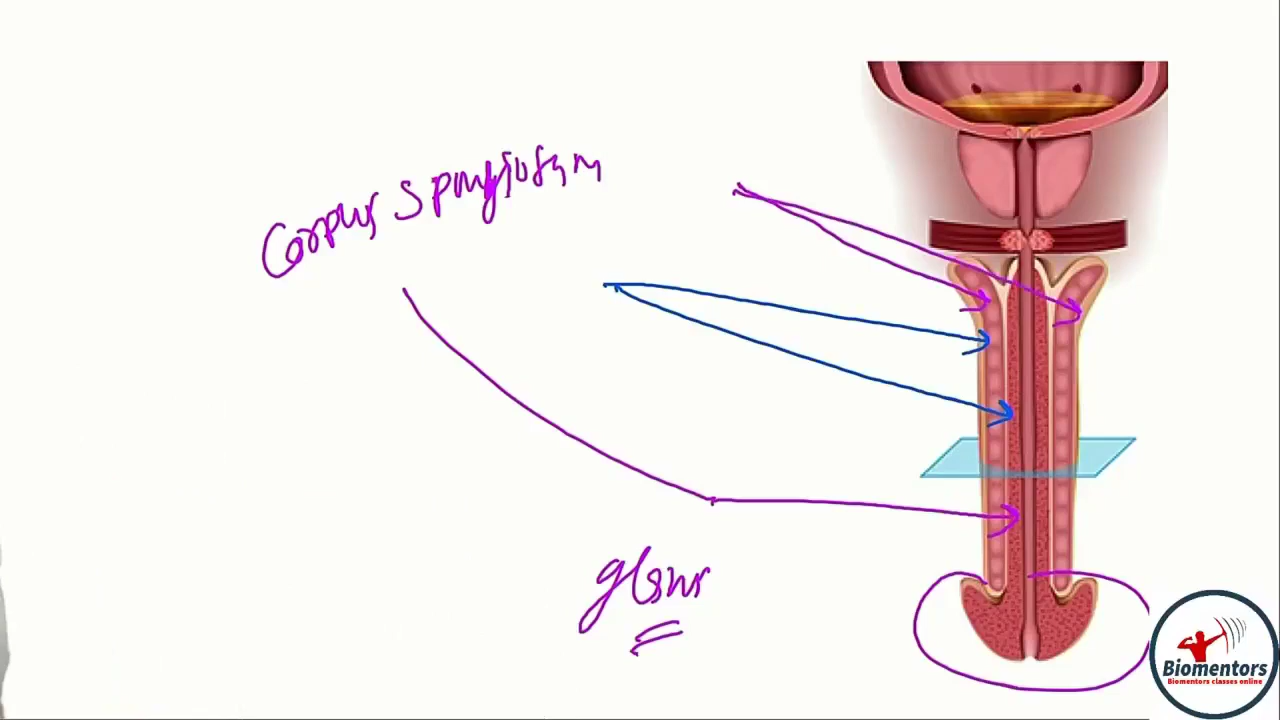 Corpus Spongiosum
glans
Biomentors
Biomentors classes online